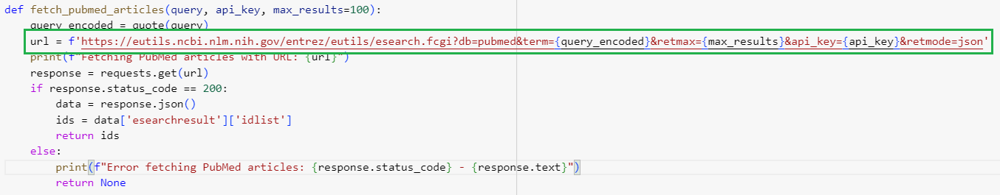 def fetch_pubmed_articles(query, api_key, max_results=100):
    query_encoded = quote(query)
    url = f'https://eutils.ncbi.nlm.nih.gov/entrez/eutils/esearch.fcgi?db=pubmed&term={query_encoded}&retmax={max_results}&api_key={api_key}&retmode=json'
    print(f"Fetching PubMed articles with URL: {url}")
    response = requests.get(url)
    if response.status_code == 200:
        data = response.json()
        ids = data['esearchresult']['idlist']
        return ids
    else:
        print(f"Error fetching PubMed articles: {response.status_code} - {response.text}")
        return None